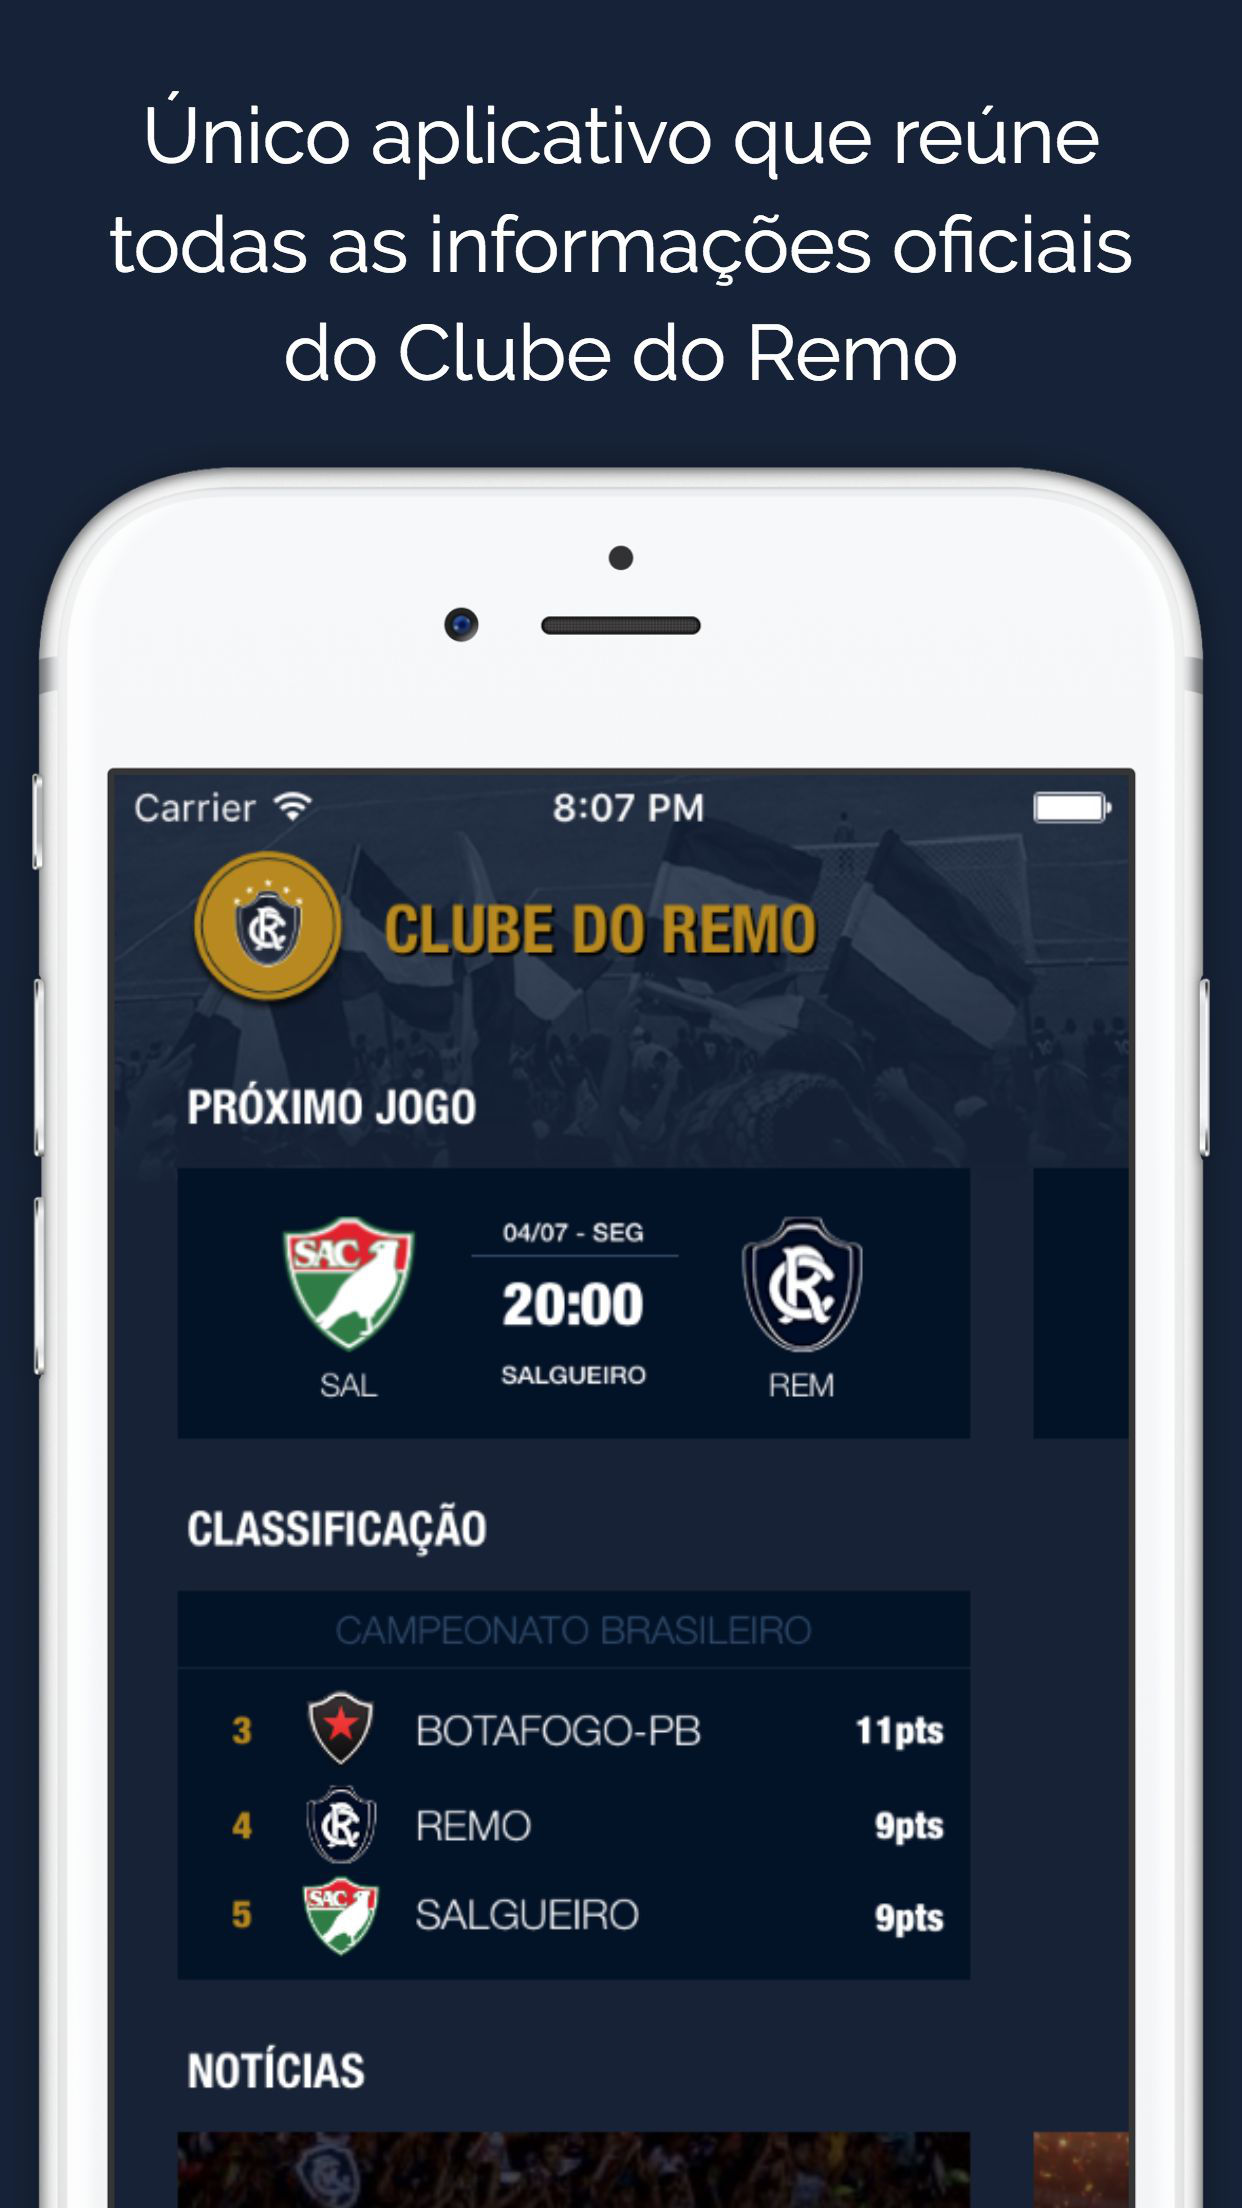 Único aplicativo que reúne
todas as informações oficiais
do Clube do Remo
Carrier 8:07 PM
CLUBE DO REMO
PRÓXIMO JOGO
SAC
04/07 - SEG
20:00
SALGUEIRO
SAL
REM
CLASSIFICAÇÃO
CAMPEONATO BRASILEIRO
3 BOTAFOGO-PB 11pts
4 REMO 9pts
5 SAC SALGUEIRO 9pts
NOTÍCIAS